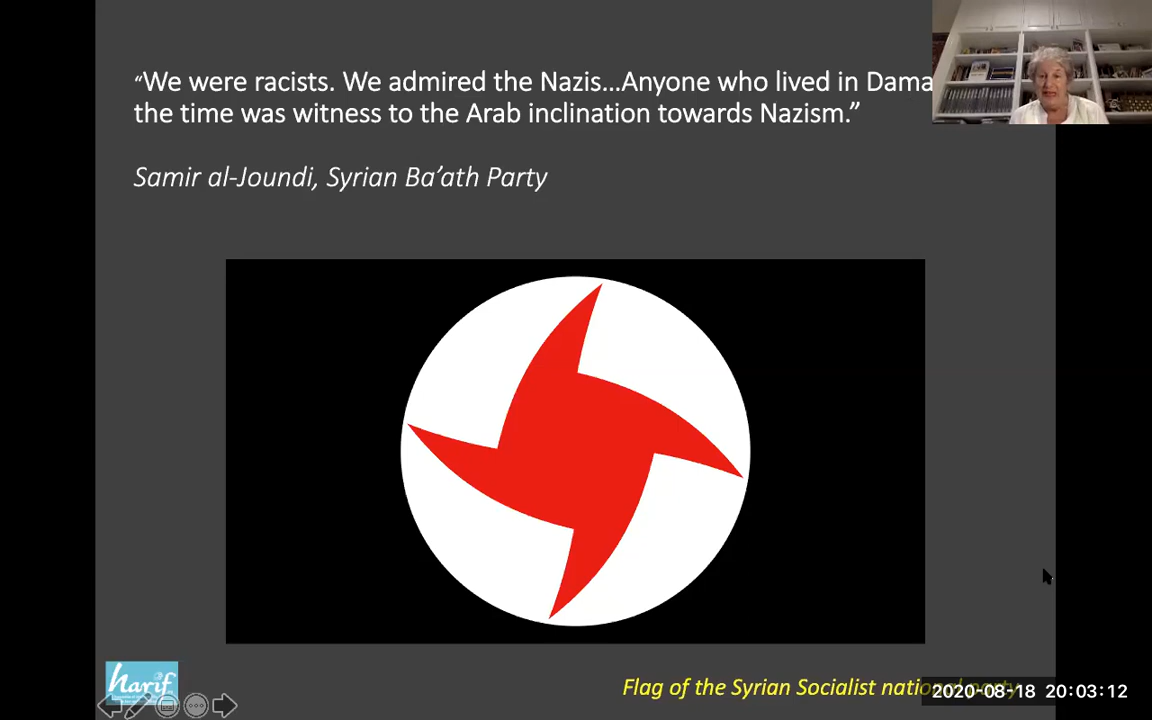 “We were racists. We admired the Nazis…Anyone who lived in Dama
the time was witness to the Arab inclination towards Nazism.”
Samir al-Joundi, Syrian Ba’ath Party
harif
Flag of the Syrian Socialist national party
2020-08-18 20:03:12